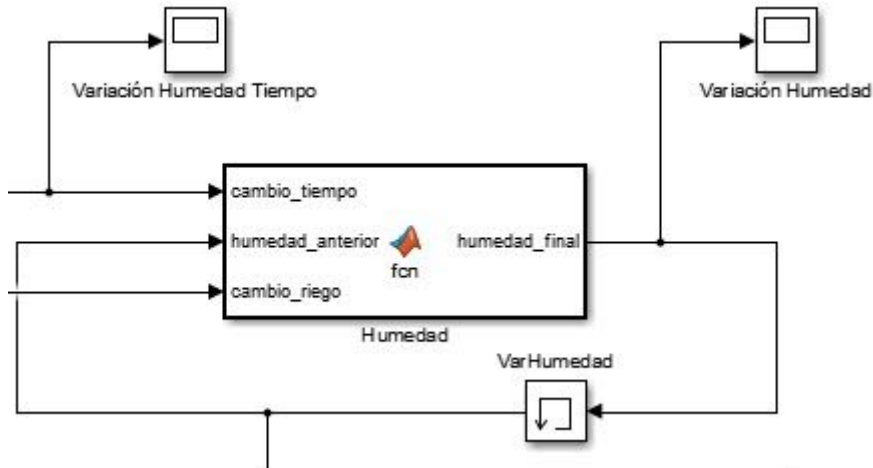 Variación Humedad Tiempo
Variación Humedad
cambio_tiempo
humedad_anterior
humedad_final
fcn
cambio_riego
Humedad
VarHumedad